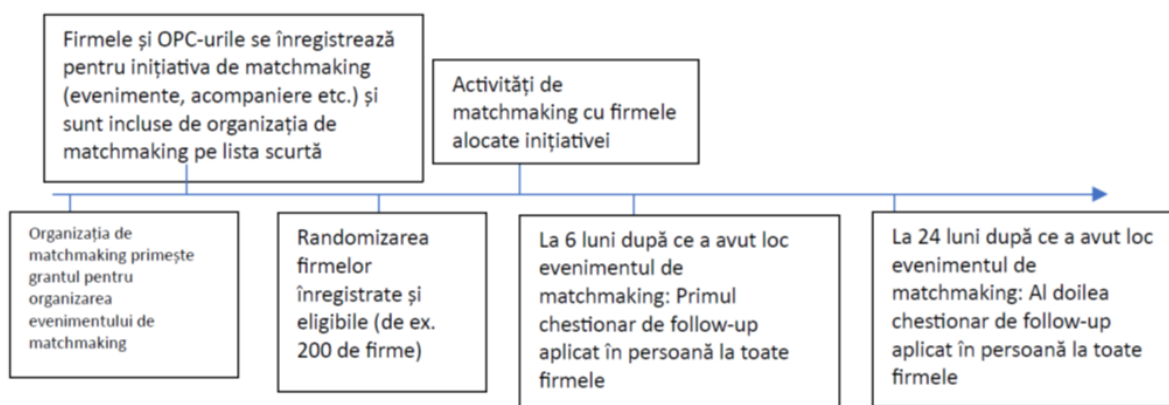 Firmele și OPC-urile se înregistrează
pentru inițiativa de matchmaking
(evenimente, acompaniere etc.) și
sunt incluse de organizația de
matchmaking pe lista scurtă
Activități de
matchmaking cu firmele
alocate inițiativei
Organizația de
matchmaking primește
grantul pentru
organizarea
evenimentului de
matchmaking
Randomizarea
firmelor
înregistrate și
eligibile (de ex.
200 de firme)
La 6 luni după ce a avut loc
evenimentul de
matchmaking: Primul
chestionar de follow-up
aplicat în persoană la toate
firmele
La 24 luni după ce a avut loc
evenimentul de
matchmaking: Al doilea
chestionar de follow-up
aplicat în persoană la toate
firmele